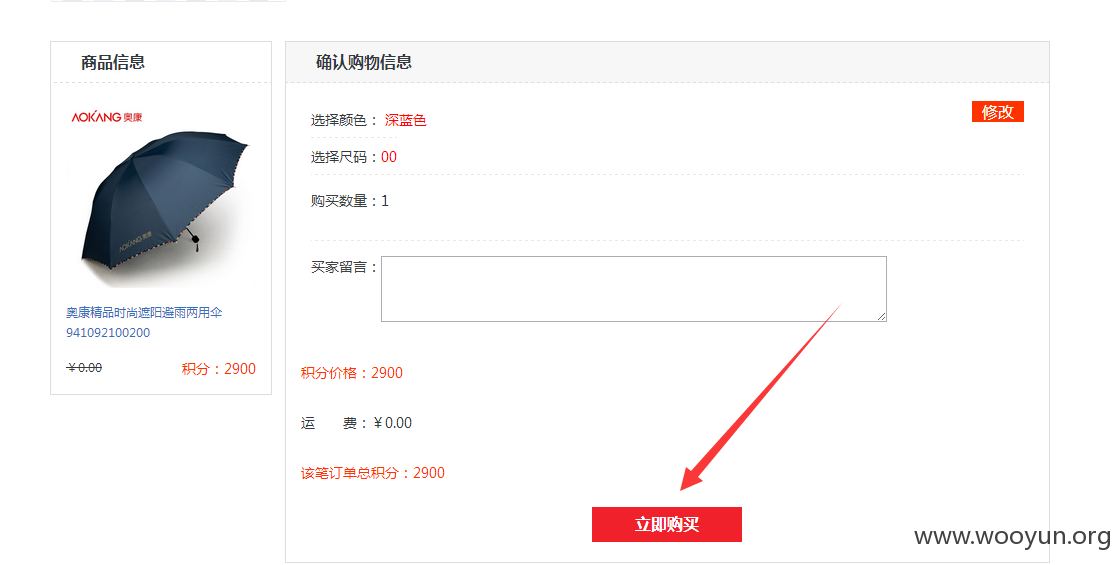 商品信息
AOKANG 奥康
AOKANG 奥康
奥康精品时尚遮阳避雨两用伞
941092100200
￥0.00 积分：2900
确认购物信息
修改
选择颜色： 深蓝色
选择尺码：00
购买数量：1
买家留言：
积分价格：2900
运 费：￥0.00
该笔订单总积分：2900
立即购买
www.wooyun.org